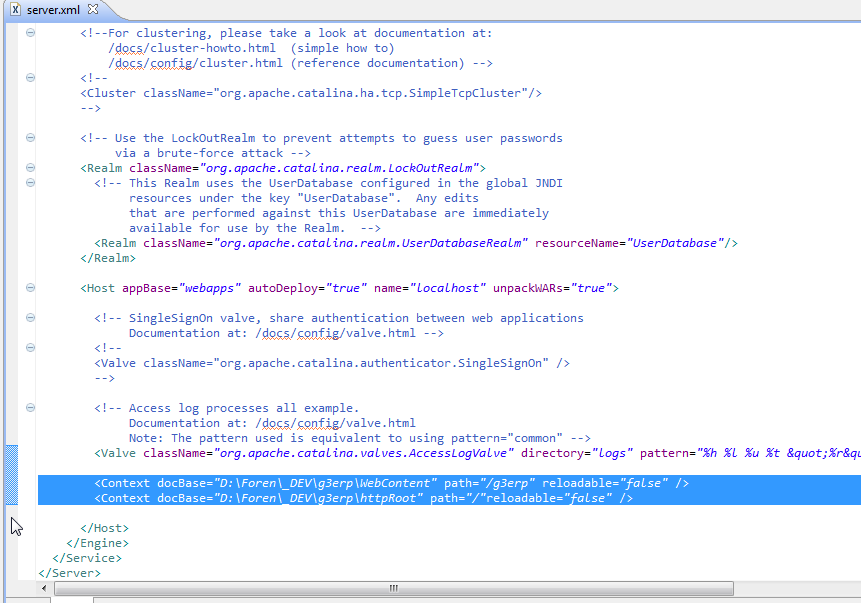 server.xml
<!--For clustering, please take a look at documentation at:
/docs/cluster-howto.html  (simple how to)
/docs/config/cluster.html (reference documentation) -->
<!--
<Cluster className="org.apache.catalina.ha.tcp.SimpleTcpCluster"/>
-->
<!-- Use the LockOutRealm to prevent attempts to guess user passwords
via a brute-force attack -->
<Realm className="org.apache.catalina.realm.LockOutRealm">
<!-- This Realm uses the UserDatabase configured in the global JNDI
resources under the key "UserDatabase".  Any edits
that are performed against this UserDatabase are immediately
available for use by the Realm.  -->
<Realm className="org.apache.catalina.realm.UserDatabaseRealm" resourceName="UserDatabase"/>
</Realm>
<Host appBase="webapps" autoDeploy="true" name="localhost" unpackWARs="true">
<!-- SingleSignOn valve, share authentication between web applications
Documentation at: /docs/config/valve.html -->
<!--
<Valve className="org.apache.catalina.authenticator.SingleSignOn" />
-->
<!-- Access log processes all example.
Documentation at: /docs/config/valve.html
Note: The pattern used is equivalent to using pattern="common" -->
<Valve className="org.apache.catalina.valves.AccessLogValve" directory="logs" pattern="%h %l %u %t &quot;%r&qu
<Context docBase="D:\Foren\_DEV\g3erp\WebContent" path="/g3erp" reloadable="false" />
<Context docBase="D:\Foren\_DEV\g3erp\httpRoot" path="/"reloadable="false" />
</Host>
</Engine>
</Service>
</Server>